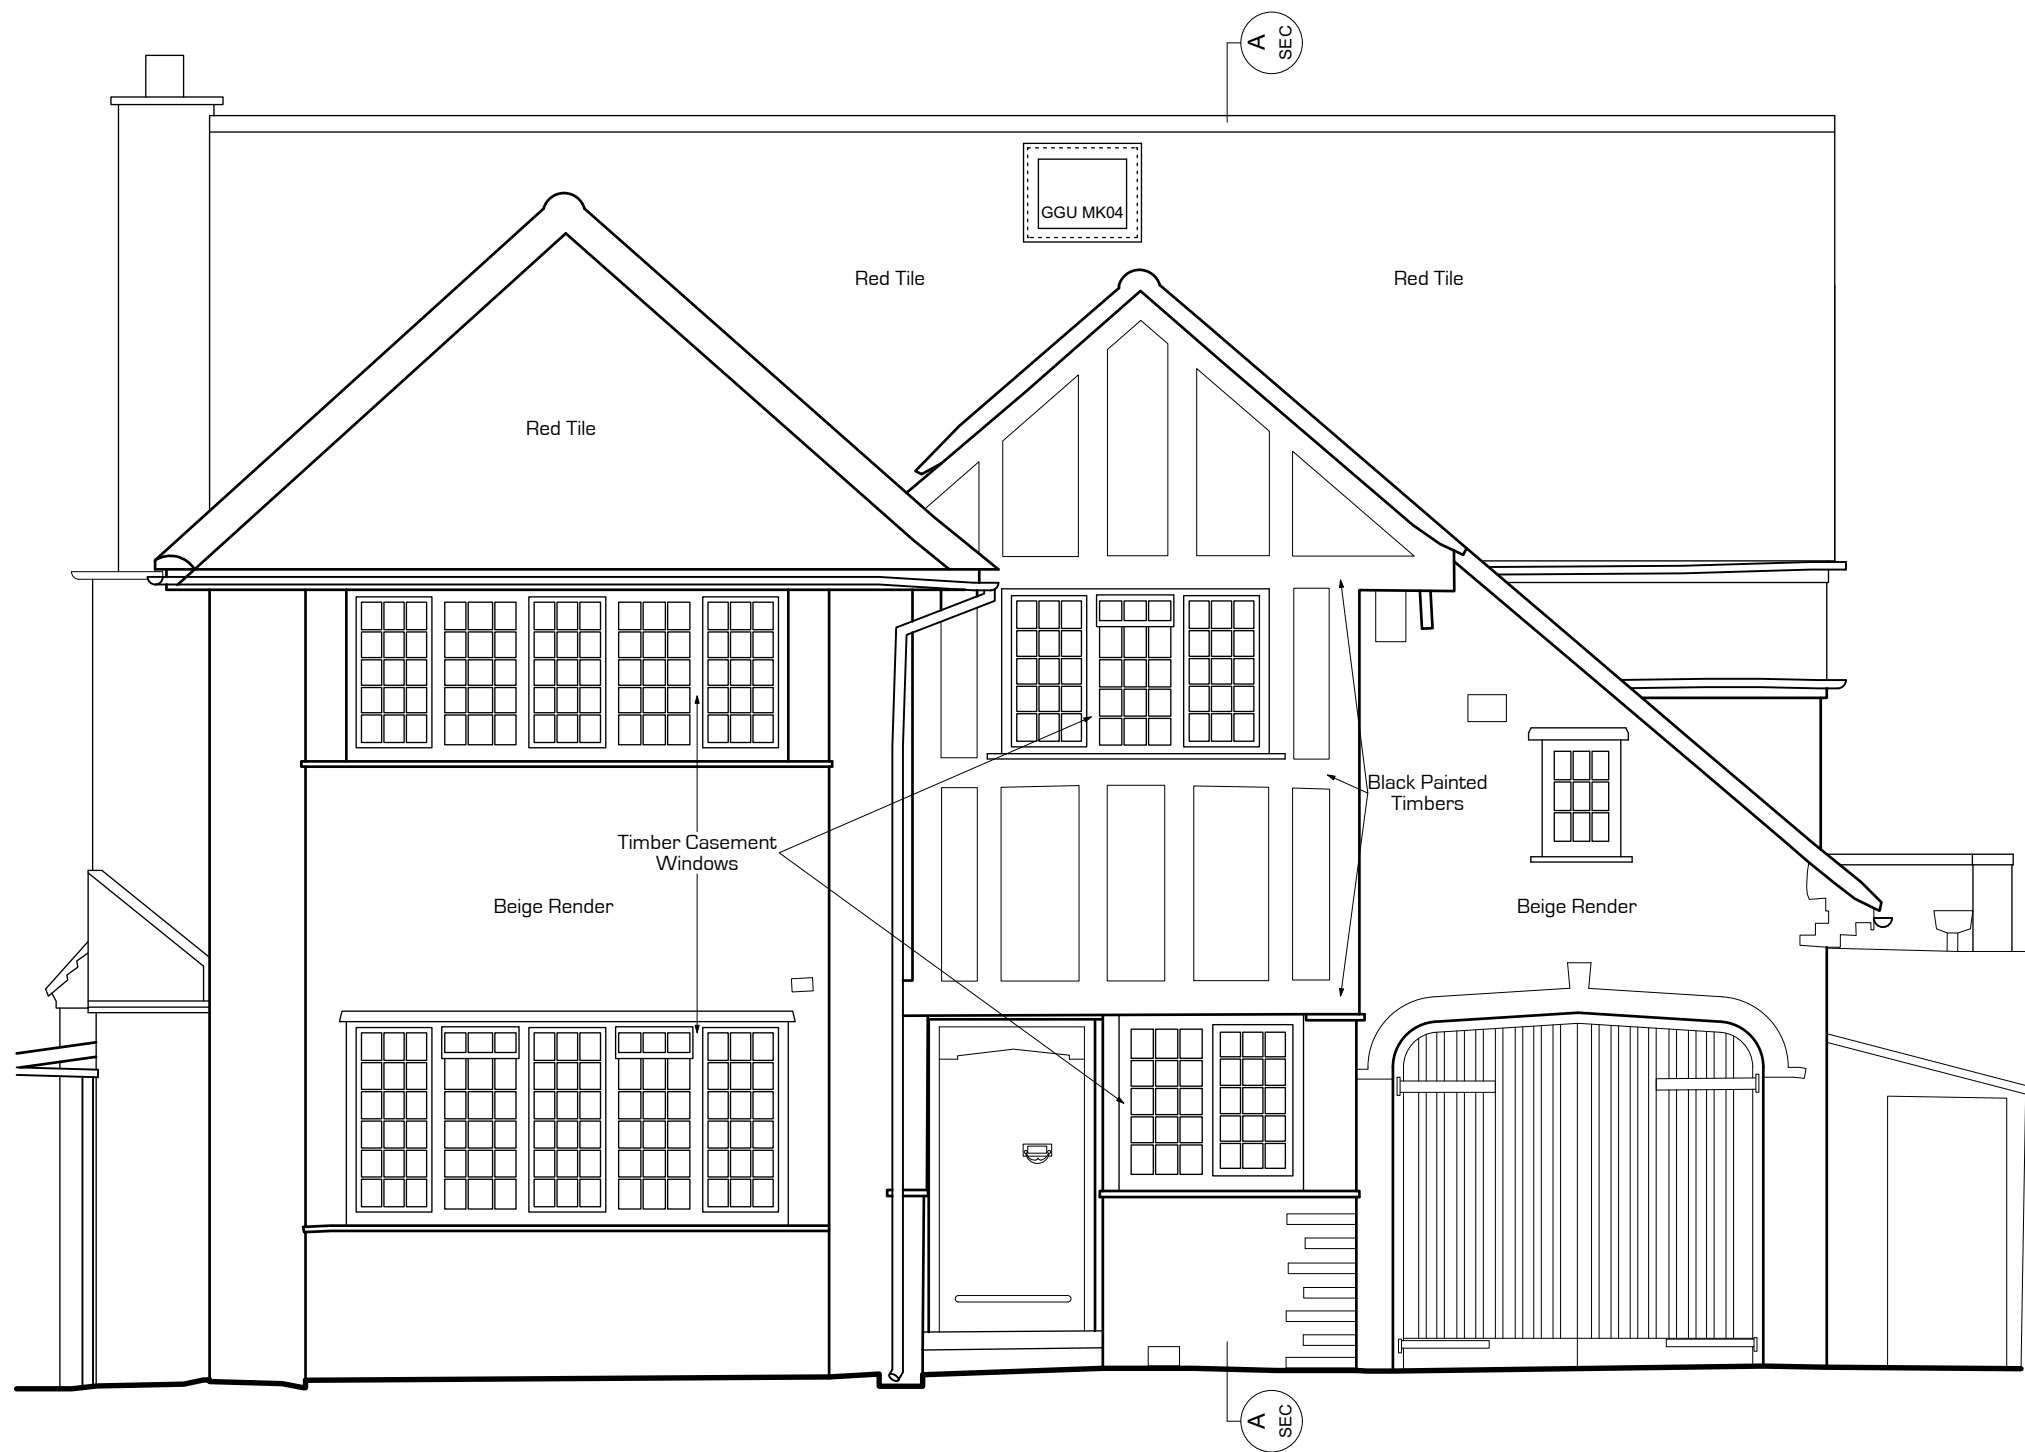 A
SEC
GGU MK04
Red Tile
Red Tile
Red Tile
Black Painted
Timbers
Timber Casement
Windows
Beige Render
Beige Render
A
SEC